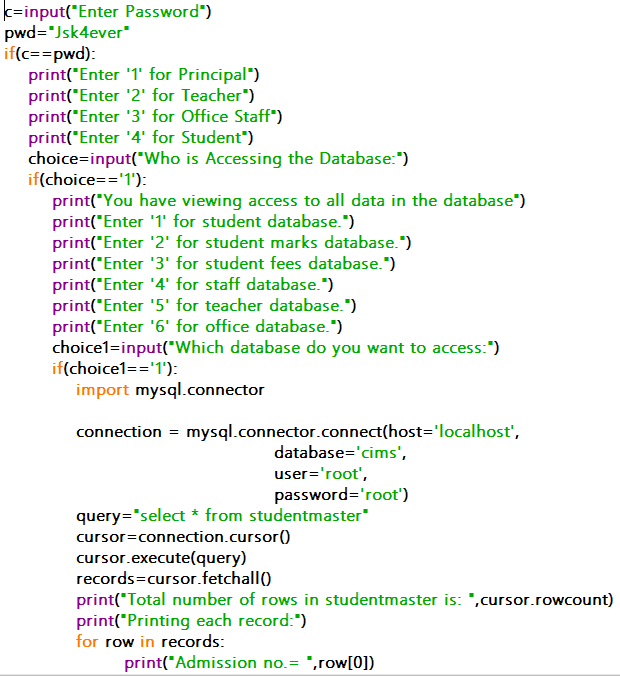 c=input("Enter Password")
pwd="Jsk4ever"
if(c==pwd):
    print("Enter '1' for Principal")
    print("Enter '2' for Teacher")
    print("Enter '3' for Office Staff")
    print("Enter '4' for Student")
    choice=input("Who is Accessing the Database:")
    if(choice=='1'):
        print("You have viewing access to all data in the database")
        print("Enter '1' for student database.")
        print("Enter '2' for student marks database.")
        print("Enter '3' for student fees database.")
        print("Enter '4' for staff database.")
        print("Enter '5' for teacher database.")
        print("Enter '6' for office database.")
        choice1=input("Which database do you want to access:")
        if(choice1=='1'):
            import mysql.connector

            connection = mysql.connector.connect(host='localhost',
                                                 database='cims',
                                                 user='root',
                                                 password='root')
            query="select * from studentmaster"
            cursor=connection.cursor()
            cursor.execute(query)
            records=cursor.fetchall()
            print("Total number of rows in studentmaster is: ",cursor.rowcount)
            print("Printing each record:")
            for row in records:
                    print("Admission no.= ",row[0])